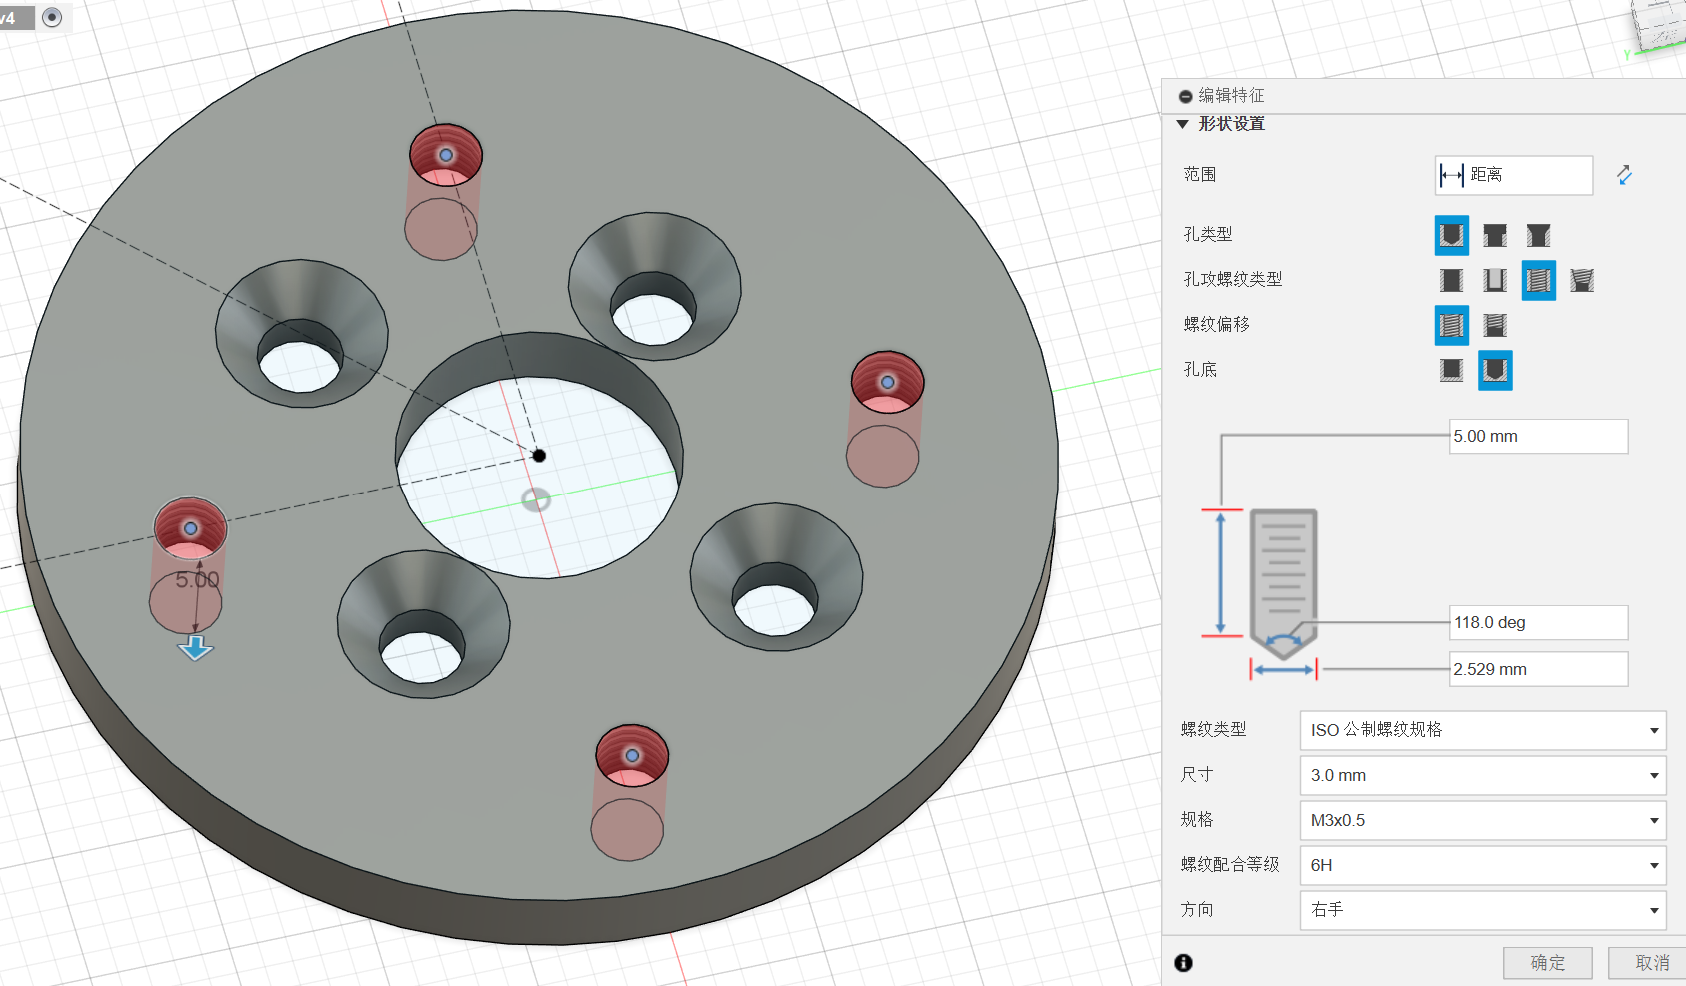 v4
Y
编辑特征
形状设置
范围
距离
孔类型
孔攻螺纹类型
螺纹偏移
孔底
5.00 mm
5.00
118.0 deg
2.529 mm
螺纹类型
ISO 公制螺纹规格
尺寸
3.0 mm
规格
M3x0.5
螺纹配合等级
6H
方向
右手
确定
取消